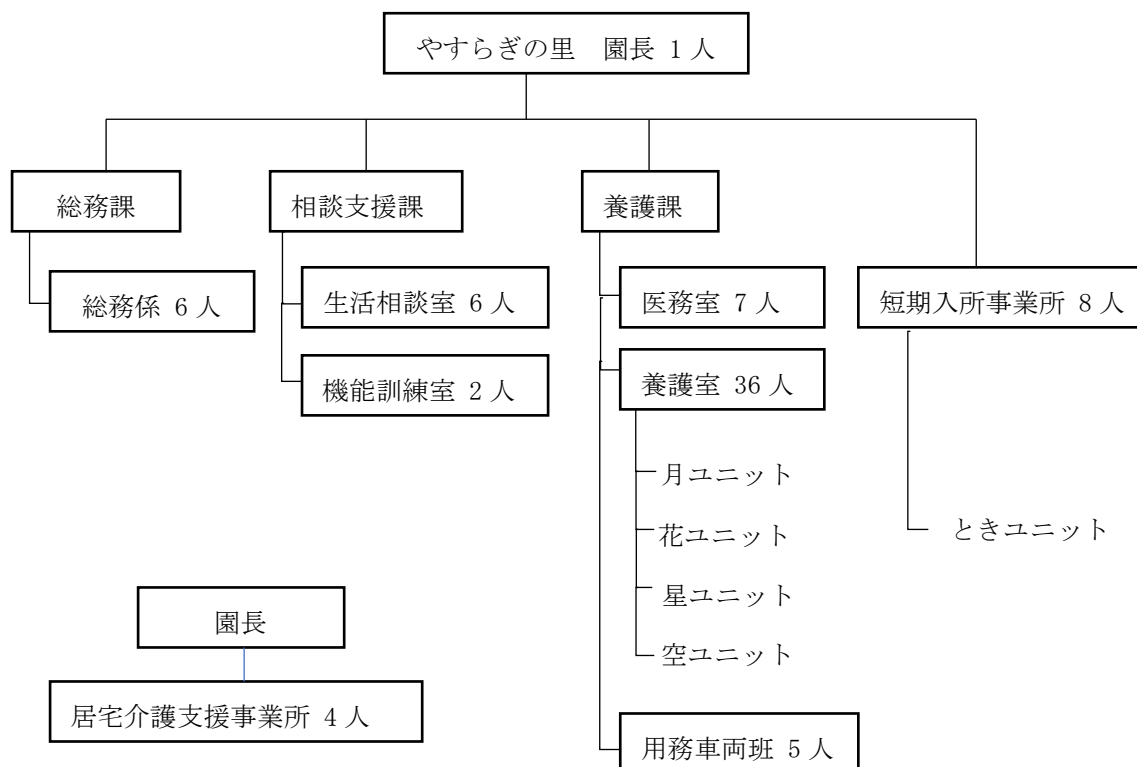 やすらぎの里　園長 1人
総務課
相談支援課
養護課
総務係 6人
生活相談室 6人
医務室 7人
短期入所事業所 8人
機能訓練室 2人
養護室 36人
月ユニット
花ユニット
ときユニット
星ユニット
園長
空ユニット
居宅介護支援事業所 4人
用務車両班 5人